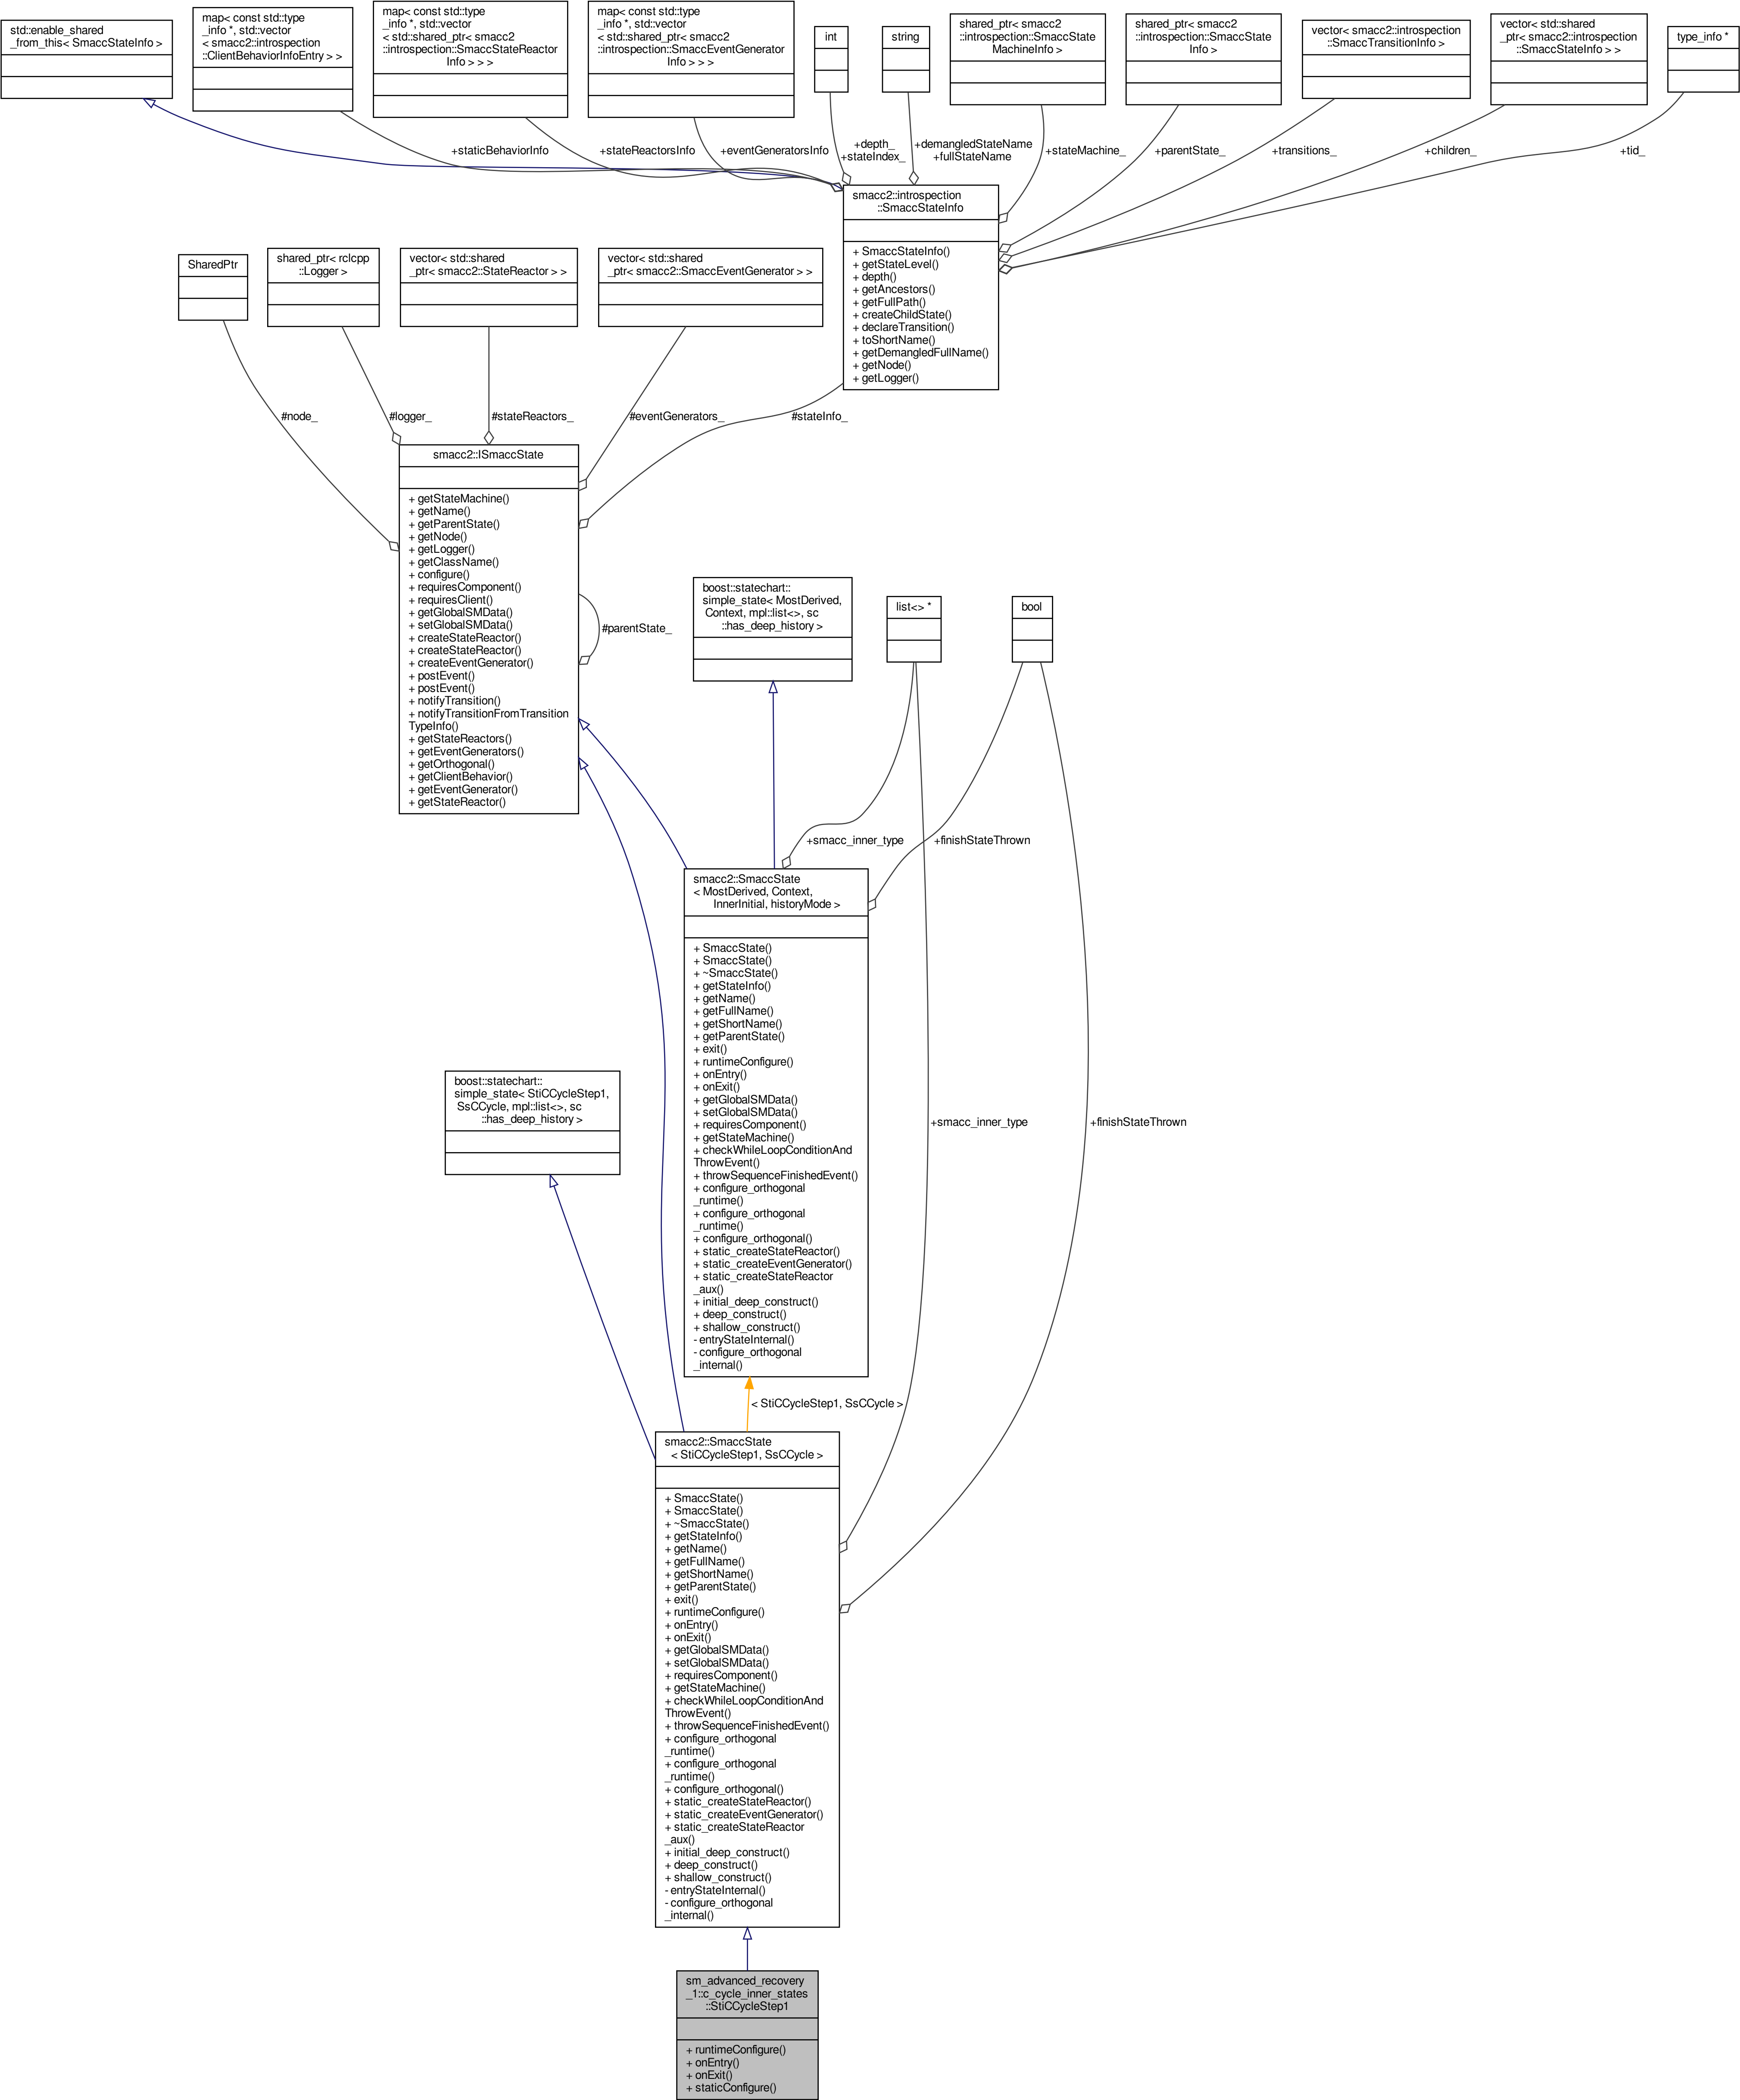 std::enable_shared
_from_this< SmaccStateInfo >
map< const std::type
_info *, std::vector
< smacc2::introspection
::ClientBehaviorInfoEntry > >
map< const std::type
_info *, std::vector
< std::shared_ptr< smacc2
::introspection::SmaccStateReactor
Info > > >
map< const std::type
_info *, std::vector
< std::shared_ptr< smacc2
::introspection::SmaccEventGenerator
Info > > >
int
string
shared_ptr< smacc2
::introspection::SmaccState
MachineInfo >
shared_ptr< smacc2
::introspection::SmaccState
Info >
vector< smacc2::introspection
::SmaccTransitionInfo >
vector< std::shared
_ptr< smacc2::introspection
::SmaccStateInfo > >
type_info *
+staticBehaviorInfo
+stateReactorsInfo
+eventGeneratorsInfo
+depth_
+stateIndex_
+demangledStateName
+fullStateName
+stateMachine_
+parentState_
+transitions_
+children_
+tid_
smacc2::introspection
::SmaccStateInfo
+ SmaccStateInfo()
+ getStateLevel()
+ depth()
+ getAncestors()
+ getFullPath()
+ createChildState()
+ declareTransition()
+ toShortName()
+ getDemangledFullName()
+ getNode()
+ getLogger()
SharedPtr
shared_ptr< rclcpp
::Logger >
vector< std::shared
_ptr< smacc2::StateReactor > >
vector< std::shared
_ptr< smacc2::SmaccEventGenerator > >
#node_
#logger_
#stateReactors_
#eventGenerators_
#stateInfo_
smacc2::ISmaccState
+ getStateMachine()
+ getName()
+ getParentState()
+ getNode()
+ getLogger()
+ getClassName()
+ configure()
+ requiresComponent()
+ requiresClient()
+ getGlobalSMData()
+ setGlobalSMData()
+ createStateReactor()
+ createStateReactor()
+ createEventGenerator()
+ postEvent()
+ postEvent()
+ notifyTransition()
+ notifyTransitionFromTransition
TypeInfo()
+ getStateReactors()
+ getEventGenerators()
+ getOrthogonal()
+ getClientBehavior()
+ getEventGenerator()
+ getStateReactor()
#parentState_
boost::statechart::
simple_state< MostDerived,
Context, mpl::list<>, sc
::has_deep_history >
list<> *
bool
+smacc_inner_type
+finishStateThrown
smacc2::SmaccState
< MostDerived, Context,
InnerInitial, historyMode >
+ SmaccState()
+ SmaccState()
+ ~SmaccState()
+ getStateInfo()
+ getName()
+ getFullName()
+ getShortName()
+ getParentState()
+ exit()
+ runtimeConfigure()
+ onEntry()
+ onExit()
+ getGlobalSMData()
+ setGlobalSMData()
+ requiresComponent()
+ getStateMachine()
+ checkWhileLoopConditionAnd
ThrowEvent()
+ throwSequenceFinishedEvent()
+ configure_orthogonal
_runtime()
+ configure_orthogonal
_runtime()
+ configure_orthogonal()
+ static_createStateReactor()
+ static_createEventGenerator()
+ static_createStateReactor
_aux()
+ initial_deep_construct()
+ deep_construct()
+ shallow_construct()
- entryStateInternal()
- configure_orthogonal
_internal()
boost::statechart::
simple_state< StiCCycleStep1,
SsCCycle, mpl::list<>, sc
::has_deep_history >
+smacc_inner_type
+finishStateThrown
< StiCCycleStep1, SsCCycle >
smacc2::SmaccState
< StiCCycleStep1, SsCCycle >
+ SmaccState()
+ SmaccState()
+ ~SmaccState()
+ getStateInfo()
+ getName()
+ getFullName()
+ getShortName()
+ getParentState()
+ exit()
+ runtimeConfigure()
+ onEntry()
+ onExit()
+ getGlobalSMData()
+ setGlobalSMData()
+ requiresComponent()
+ getStateMachine()
+ checkWhileLoopConditionAnd
ThrowEvent()
+ throwSequenceFinishedEvent()
+ configure_orthogonal
_runtime()
+ configure_orthogonal
_runtime()
+ configure_orthogonal()
+ static_createStateReactor()
+ static_createEventGenerator()
+ static_createStateReactor
_aux()
+ initial_deep_construct()
+ deep_construct()
+ shallow_construct()
- entryStateInternal()
- configure_orthogonal
_internal()
sm_advanced_recovery
_1::c_cycle_inner_states
::StiCCycleStep1
+ runtimeConfigure()
+ onEntry()
+ onExit()
+ staticConfigure()